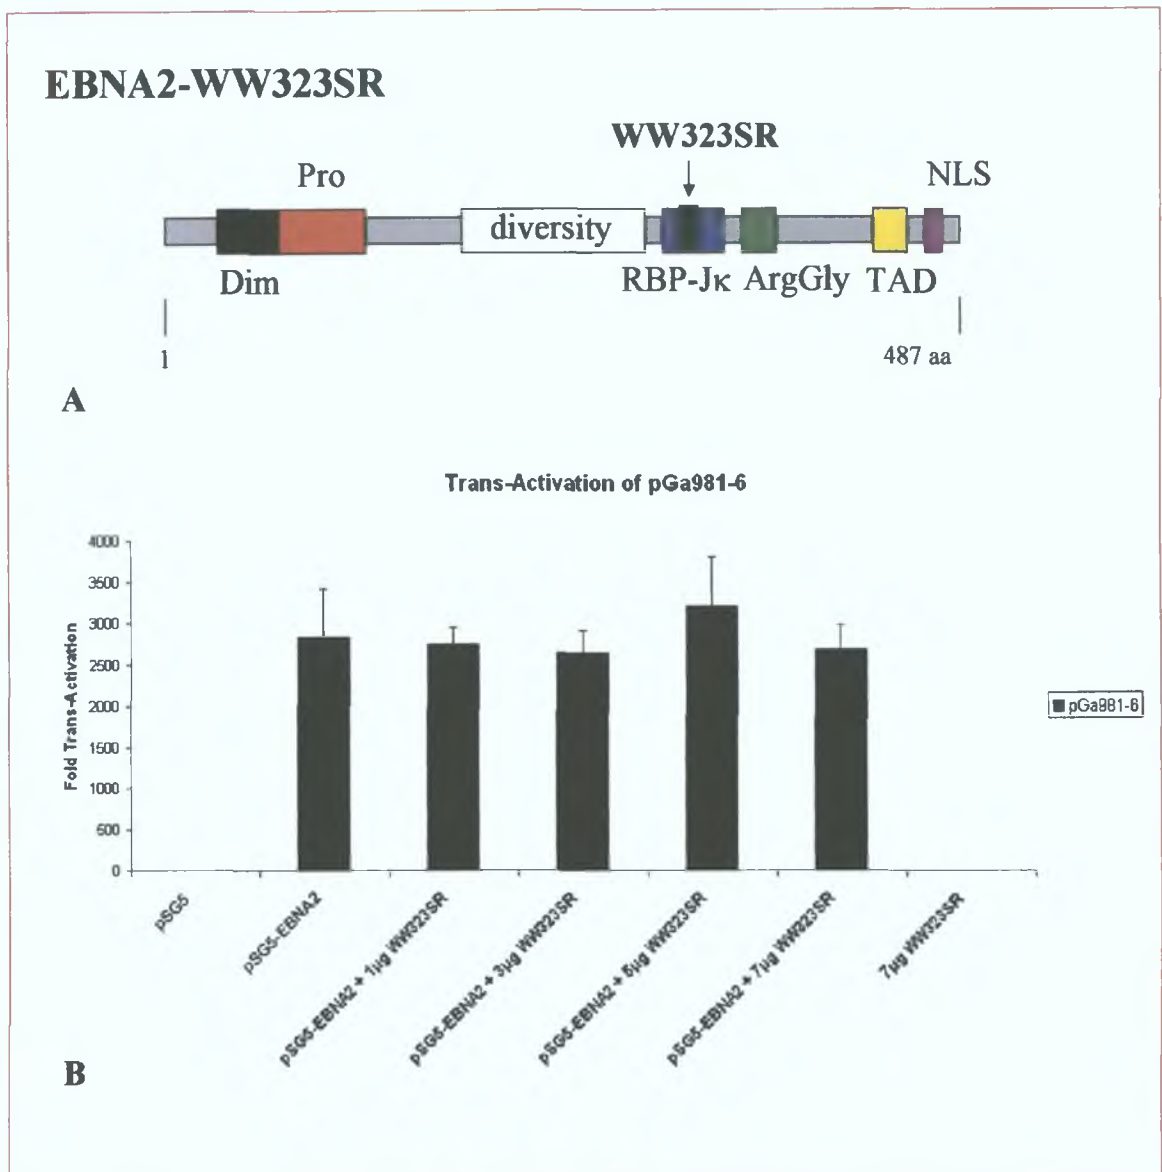 EBNA2-WW323SR
WW323SR
Pro
NLS
diversity
Dim
RBP-Jκ
ArgGly
TAD
1
487 aa
A
Trans-Activation of pGa981-6
4000
3500
3000
2500
2000
1500
1000
500
0
Fold Trans-Activation
pGa981-6
pSG5
pSG5-EBNA2
pSG5-EBNA2 + 1µg WW323SR
pSG5-EBNA2 + 3µg WW323SR
pSG5-EBNA2 + 5µg WW323SR
pSG5-EBNA2 + 7µg WW323SR
7µg WW323SR
B